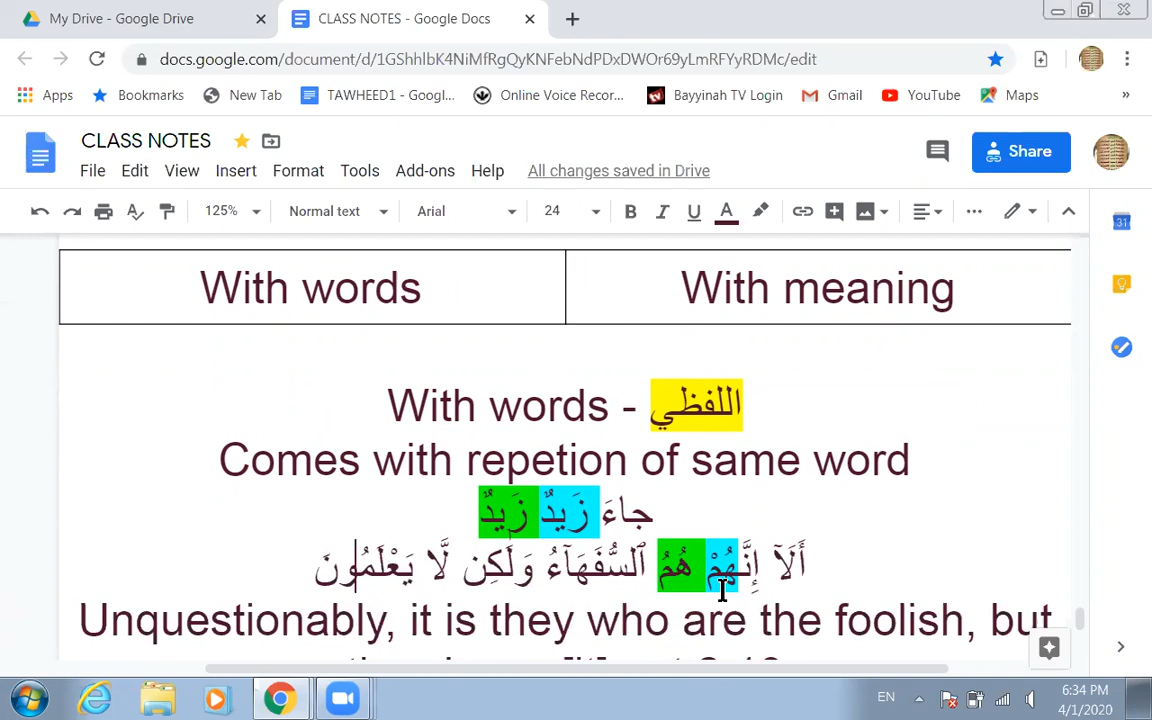 My Drive - Google Drive
CLASS NOTES - Google Docs
docs.google.com/document/d/1GShhlbK4NiMfRgQyKNFebNdPDxDWOr69yLmRFYyRDMc/edit
Apps Bookmarks New Tab TAWHEED1 - Googl... Online Voice Recor... Bayyinah TV Login Gmail YouTube Maps »
CLASS NOTES
Share
File Edit View Insert Format Tools Add-ons Help All changes saved in Drive
125% Normal text Arial 24 B I U A
31
With words With meaning
With words - اللفظي
Comes with repetion of same word
جاءَ زَيدٌ زَيدٌ
أَلَآ إِنَّهُمْ هُمُ ٱلسُّفَهَآءُ وَلَٰكِن لَّا يَعْلَمُونَ
Unquestionably, it is they who are the foolish, but
EN 6:34 PM
4/1/2020